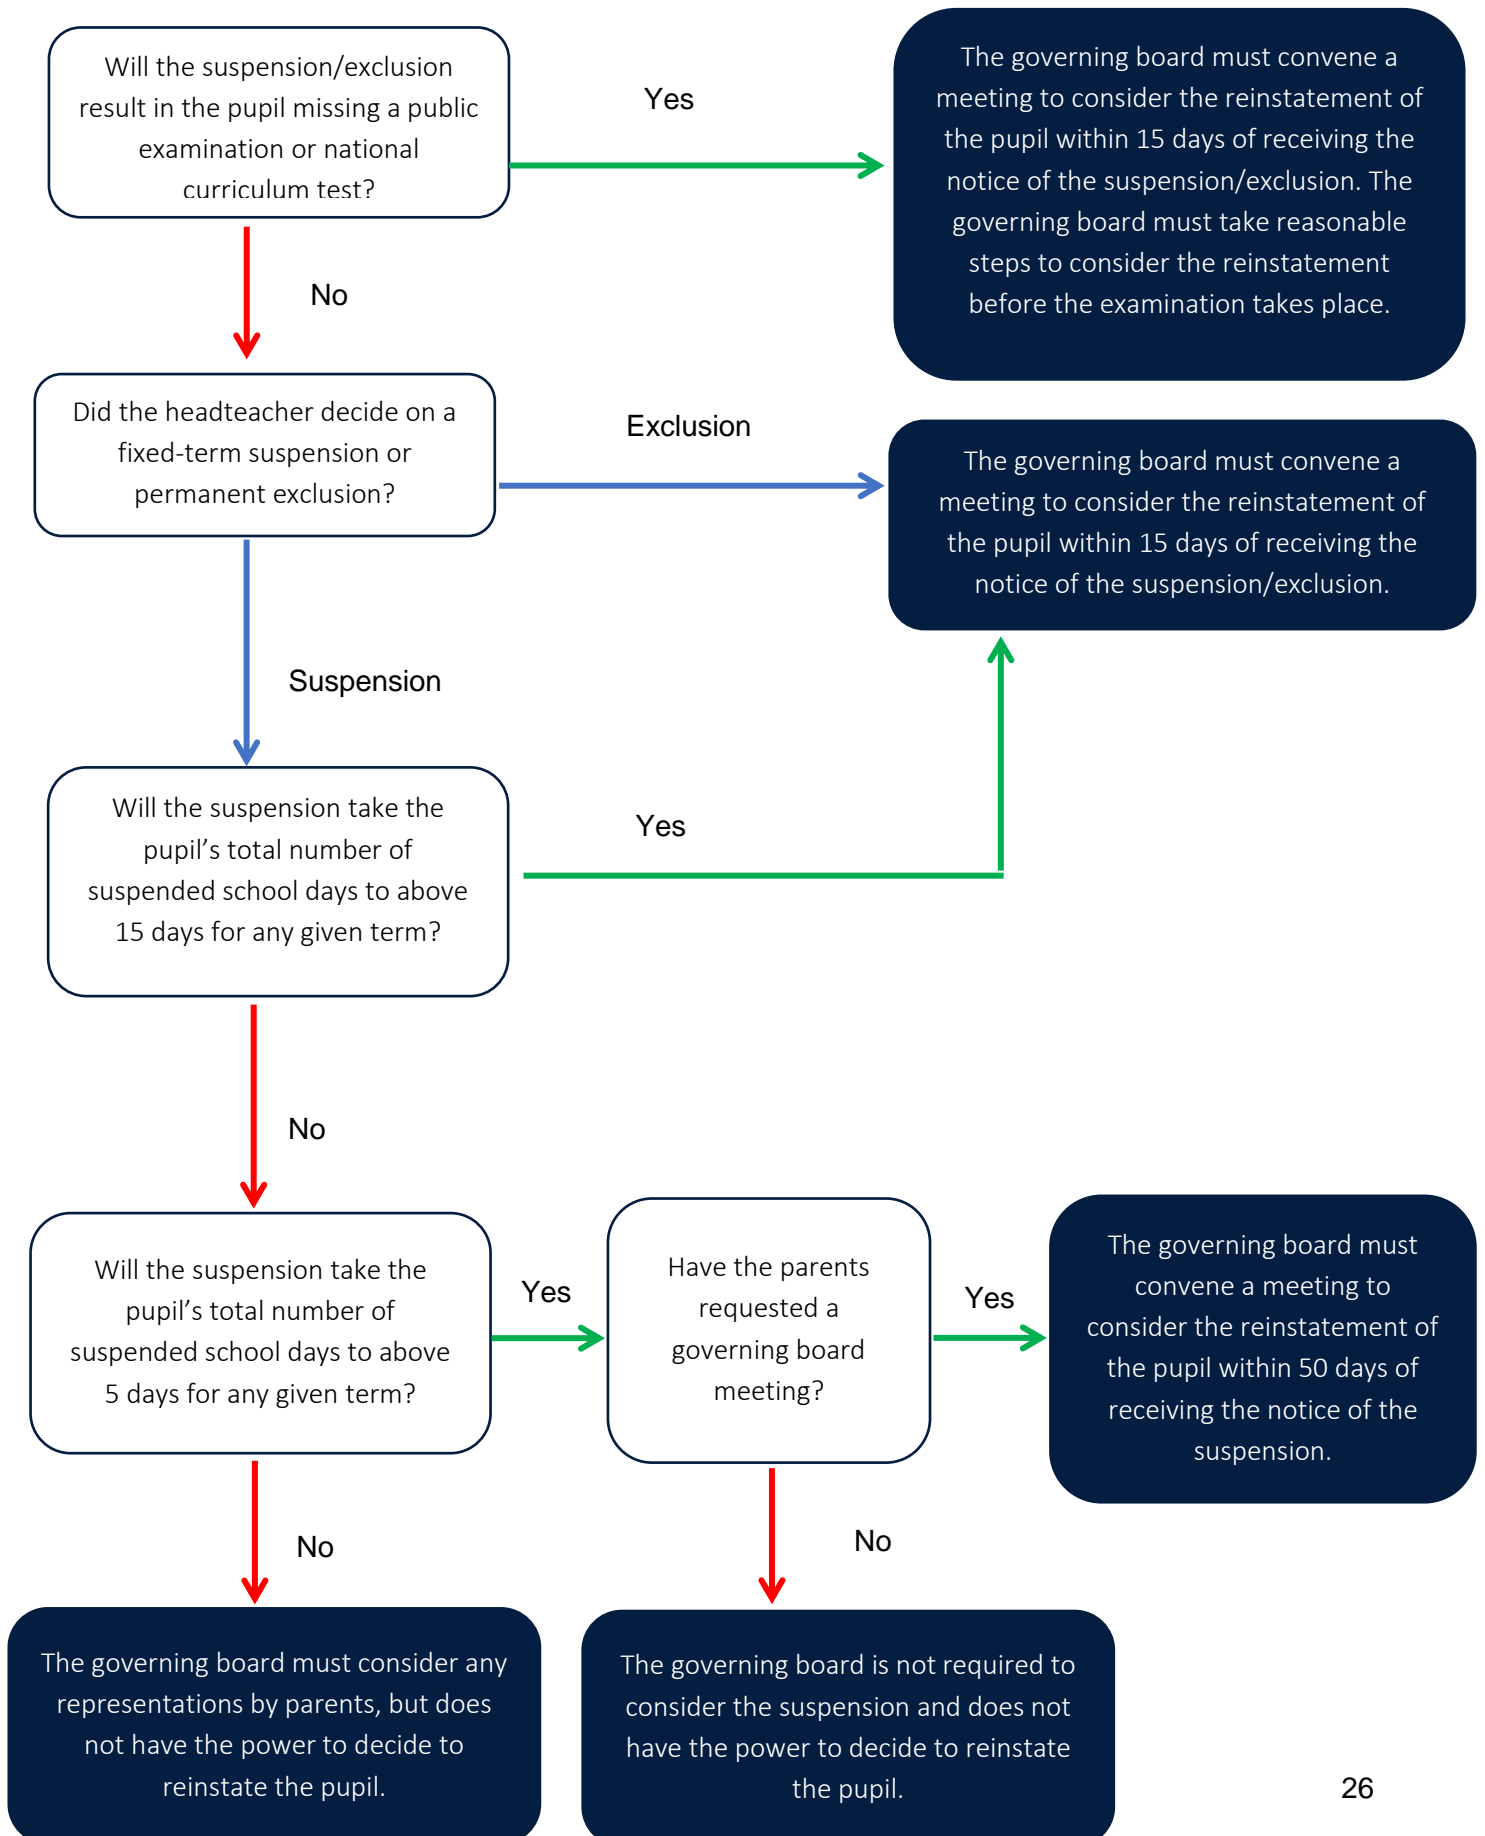 Will the suspension/exclusion
result in the pupil missing a public
examination or national
curriculum test?
Yes
The governing board must convene a
meeting to consider the reinstatement of
the pupil within 15 days of receiving the
notice of the suspension/exclusion. The
governing board must take reasonable
steps to consider the reinstatement
before the examination takes place.
No
Did the headteacher decide on a
fixed-term suspension or
permanent exclusion?
Exclusion
The governing board must convene a
meeting to consider the reinstatement of
the pupil within 15 days of receiving the
notice of the suspension/exclusion.
Suspension
Will the suspension take the
pupil’s total number of
suspended school days to above
15 days for any given term?
Yes
No
Will the suspension take the
pupil’s total number of
suspended school days to above
5 days for any given term?
Yes
Have the parents
requested a
governing board
meeting?
Yes
The governing board must
convene a meeting to
consider the reinstatement of
the pupil within 50 days of
receiving the notice of the
suspension.
No
No
The governing board must consider any
representations by parents, but does
not have the power to decide to
reinstate the pupil.
The governing board is not required to
consider the suspension and does not
have the power to decide to reinstate
the pupil.
26